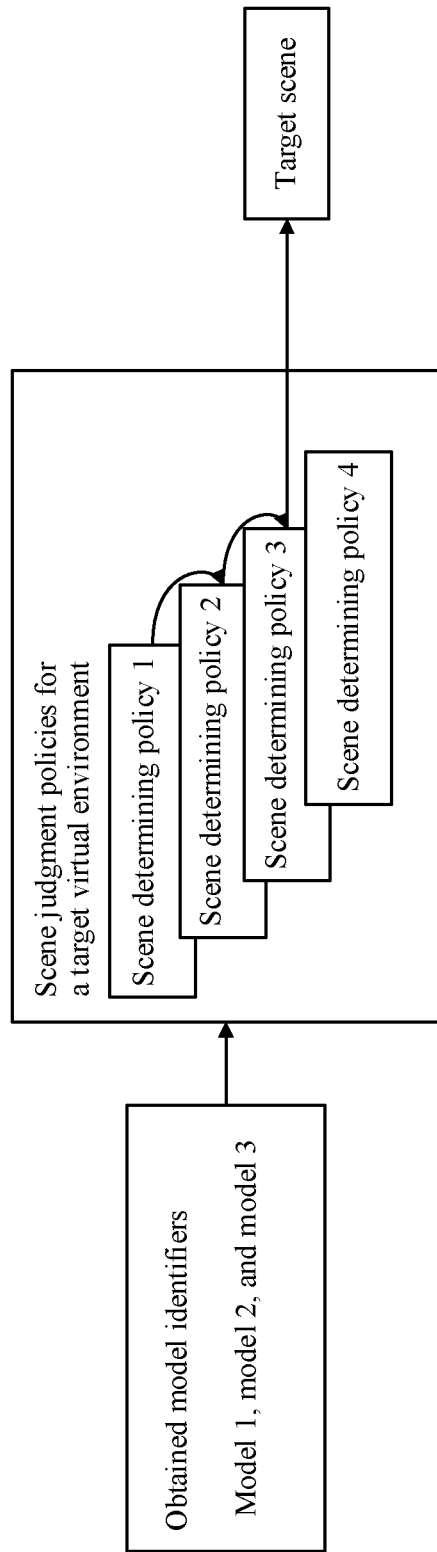 Obtained model identifiers
Model 1, model 2, and model 3
Scene judgment policies for
a target virtual environment
Scene determining policy 1
Scene determining policy 2
Scene determining policy 3
Scene determining policy 4
Target scene